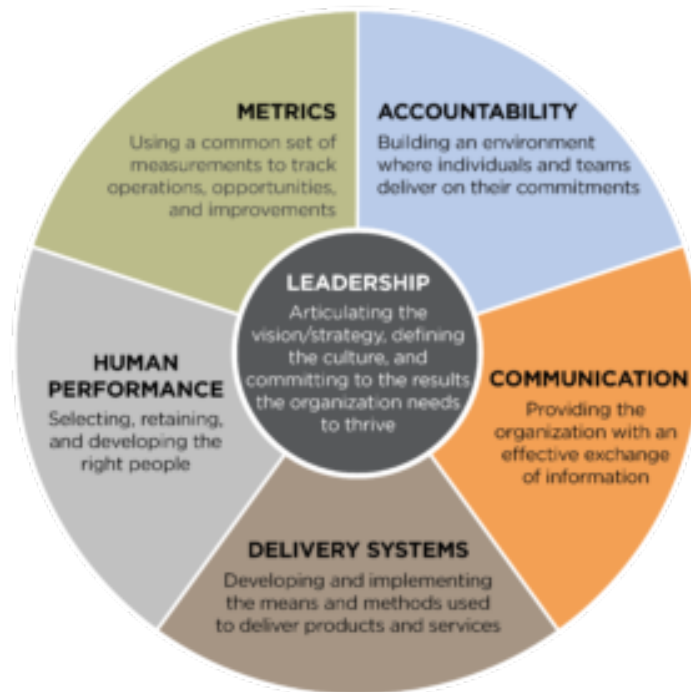 METRICS
Using a common set of
measurements to track
operations, opportunities,
and improvements
ACCOUNTABILITY
Building an environment
where individuals and teams
deliver on their commitments
LEADERSHIP
Articulating the
vision/strategy, defining
the culture, and
committing to the results
the organization needs
to thrive
HUMAN
PERFORMANCE
Selecting, retaining,
and developing the
right people
COMMUNICATION
Providing the
organization with an
effective exchange
of information
DELIVERY SYSTEMS
Developing and implementing
the means and methods used
to deliver products and services